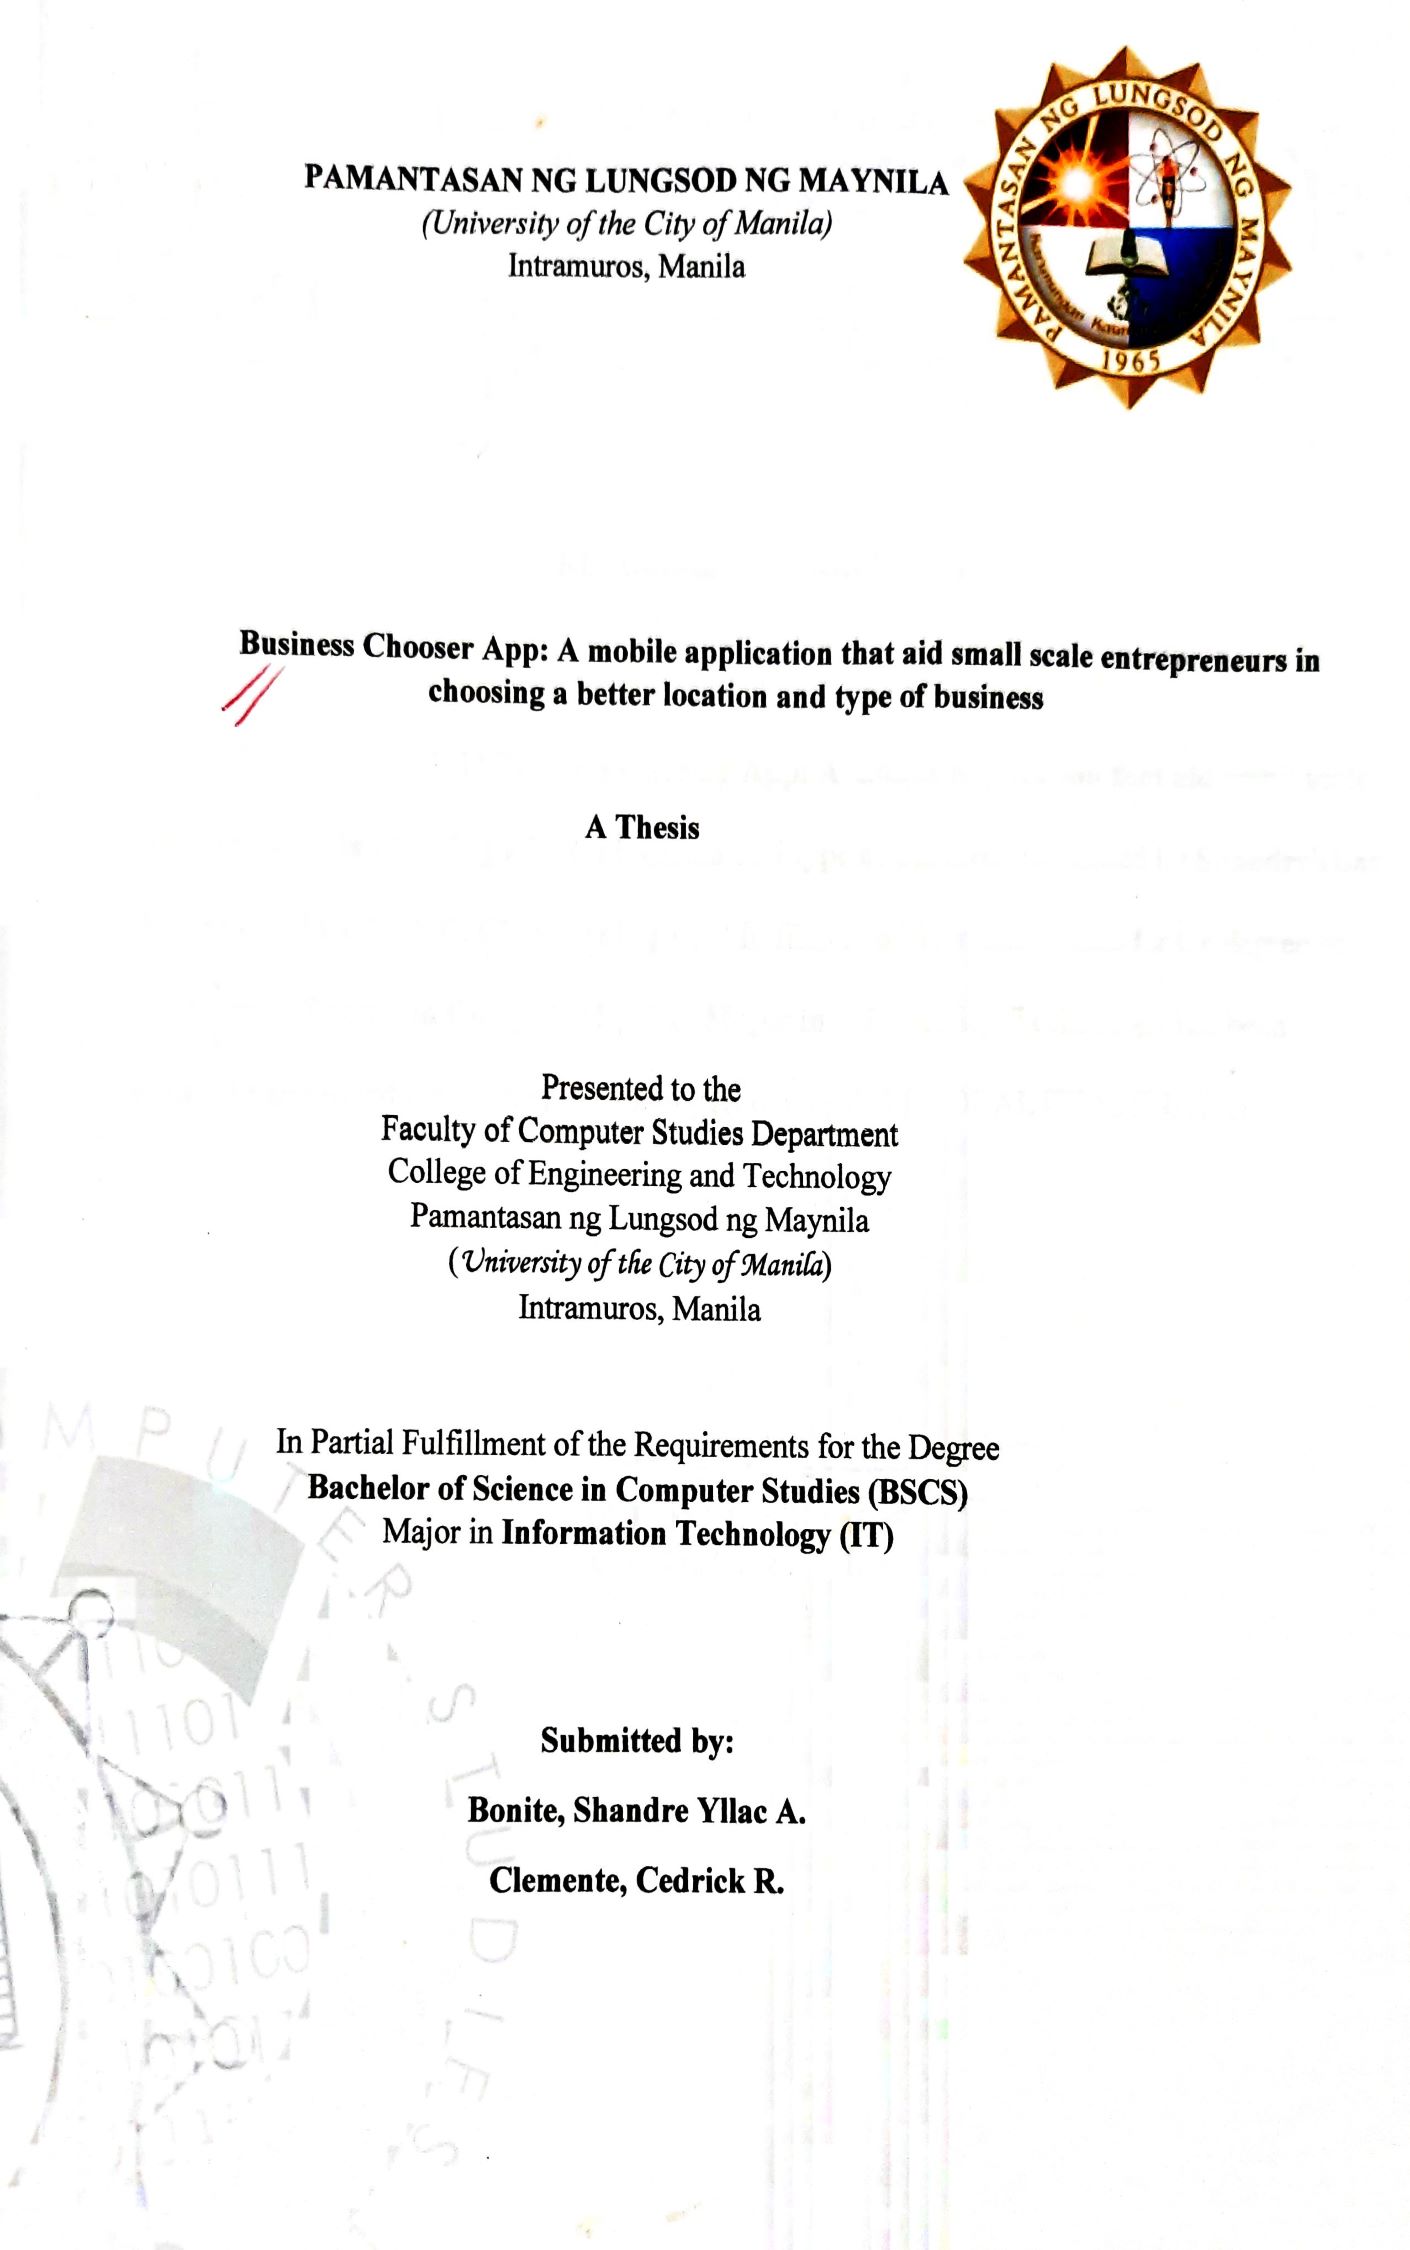 PAMANTASAN NG LUNGSOD NG MAYNILA
(University of the City of Manila)
Intramuros, Manila
PAMANTASAN NG LUNGSOD NG MAYNILA
1965
Business Chooser App: A mobile application that aid small scale entrepreneurs in
choosing a better location and type of business
A Thesis
Presented to the
Faculty of Computer Studies Department
College of Engineering and Technology
Pamantasan ng Lungsod ng Maynila
(University of the City of Manila)
Intramuros, Manila
In Partial Fulfillment of the Requirements for the Degree
Bachelor of Science in Computer Studies (BSCS)
Major in Information Technology (IT)
Submitted by:
Bonite, Shandre Yllac A.
Clemente, Cedrick R.